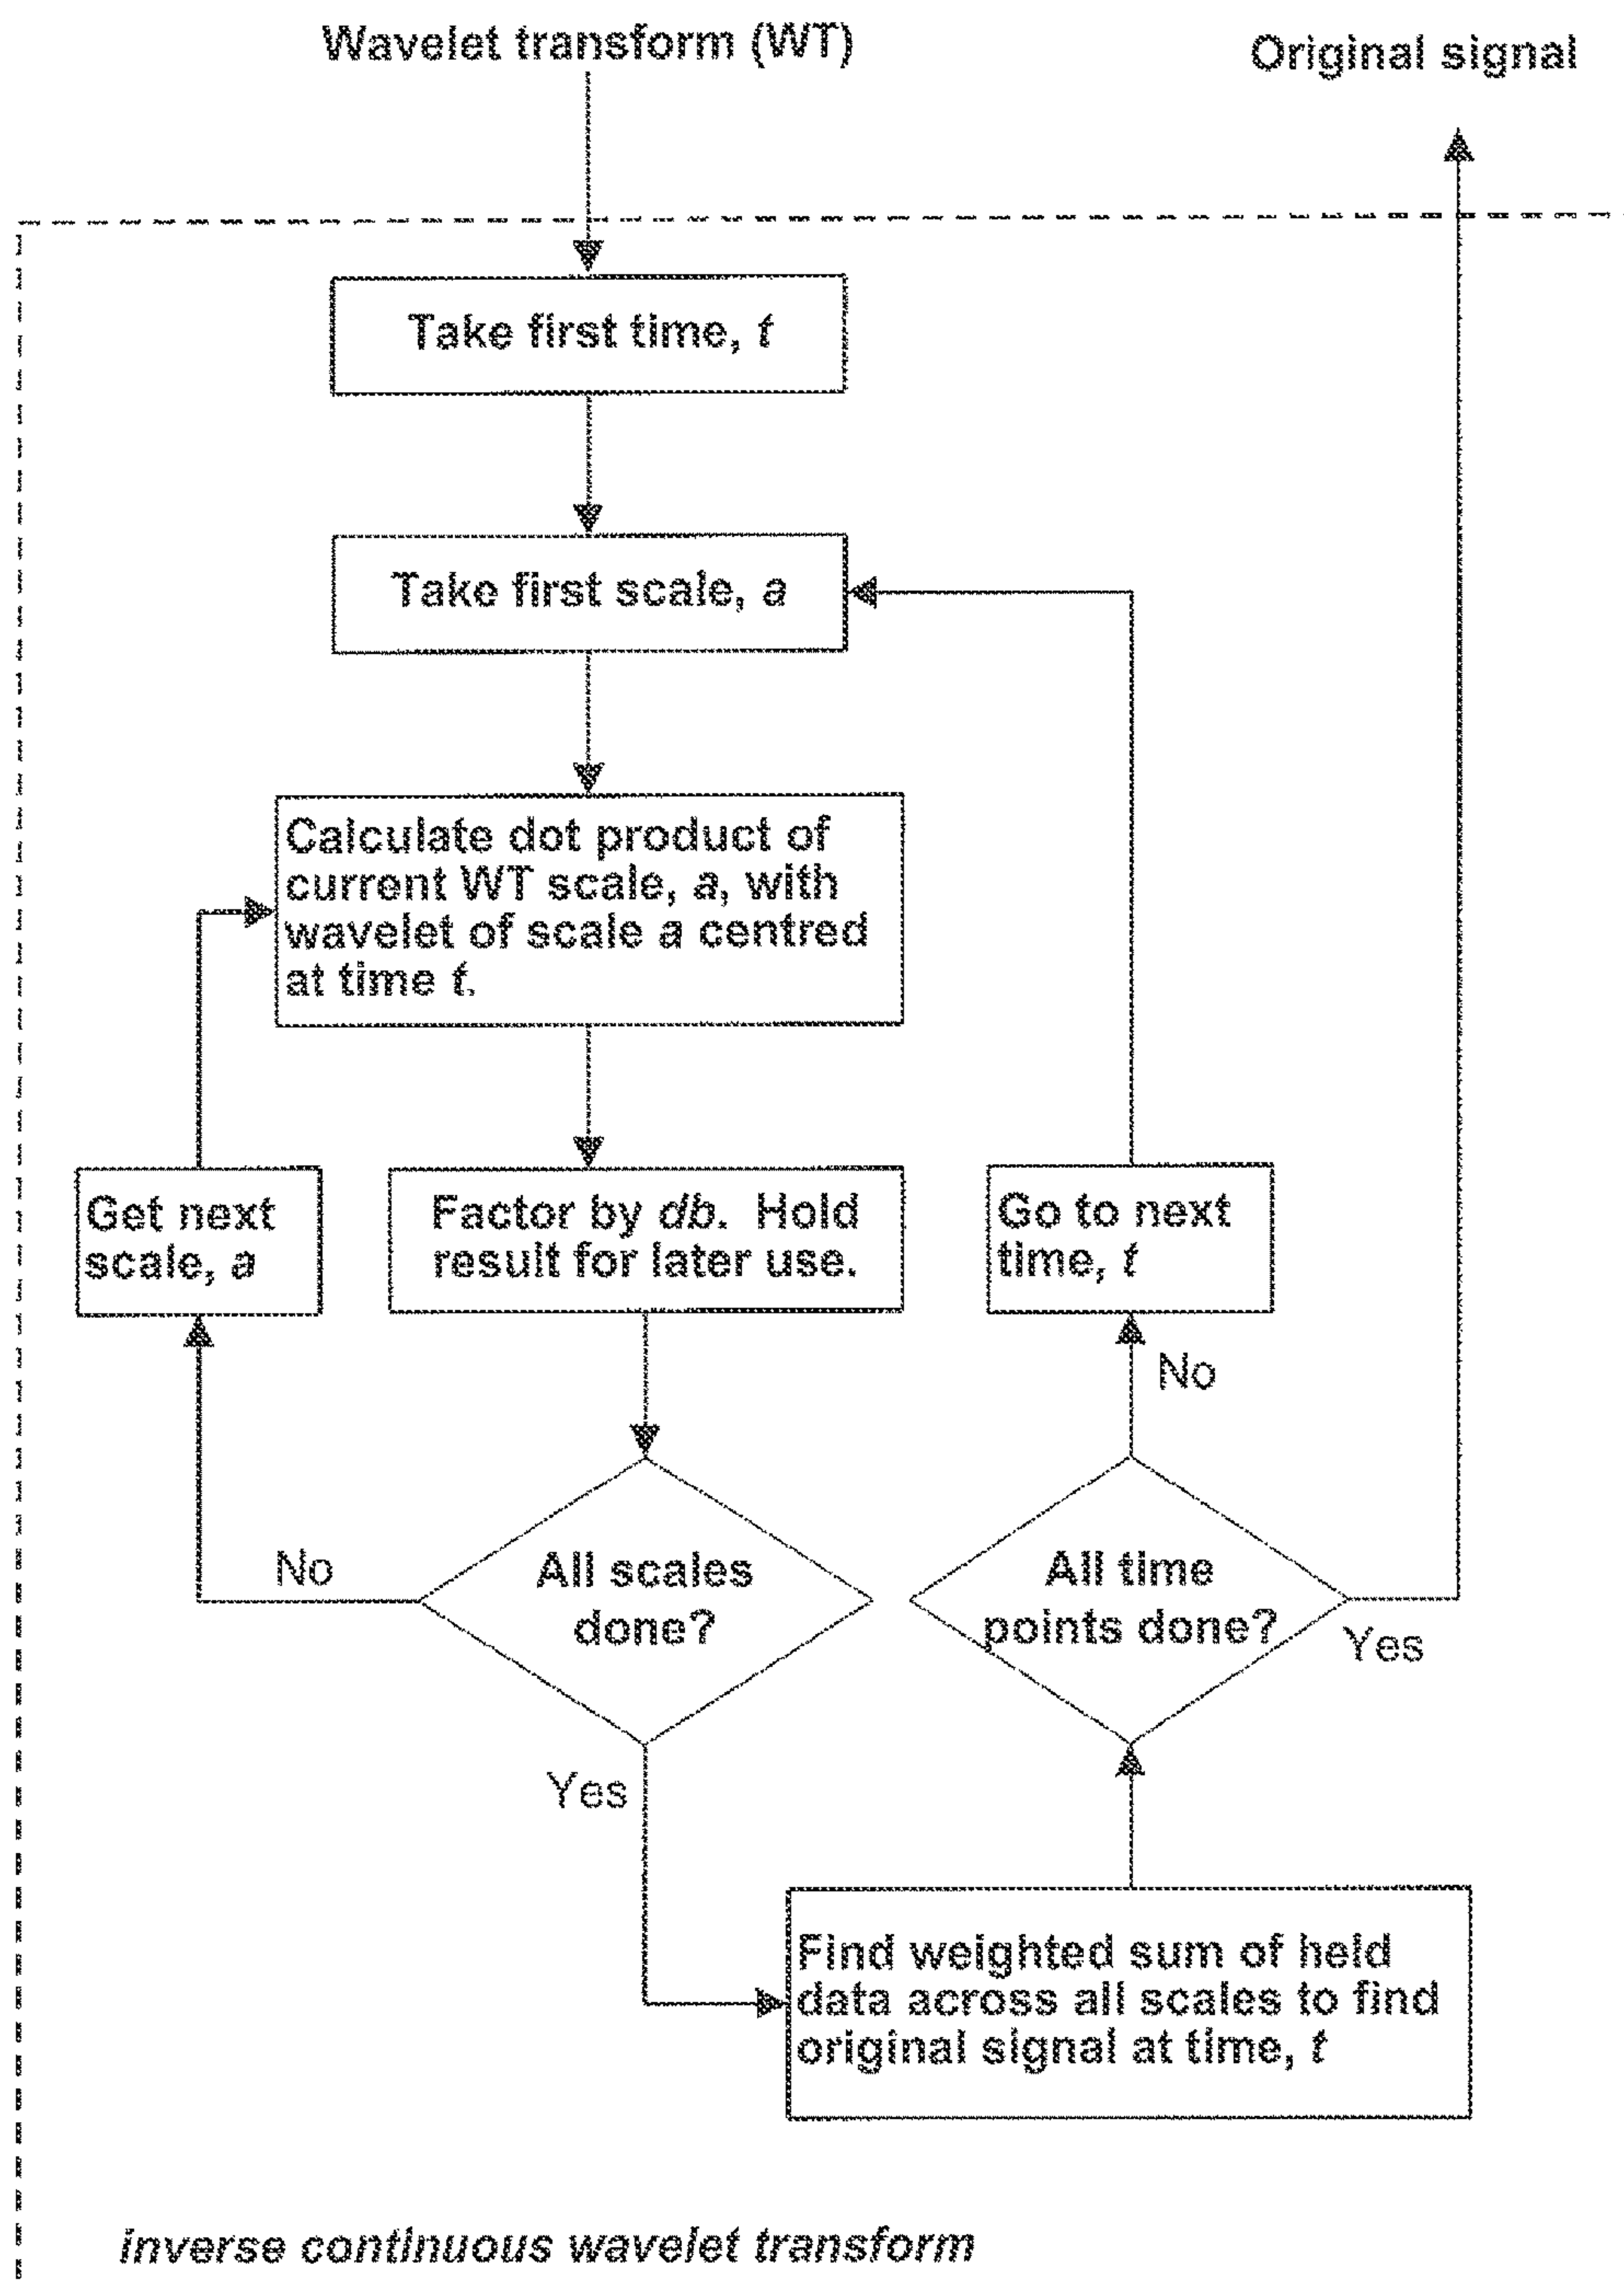 Wavelet transform (WT)
Original signal
Take first time, t
Take first scale, a
Calculate dot product of
current WT scale, a, with
wavelet of scale a centred
at time t.
Get next
scale, a
Factor by db. Hold
result for later use.
Go to next
time, t
No
No
All scales
done?
All time
points done?
Yes
Yes
Find weighted sum of held
data across all scales to find
original signal at time, t
inverse continuous wavelet transform